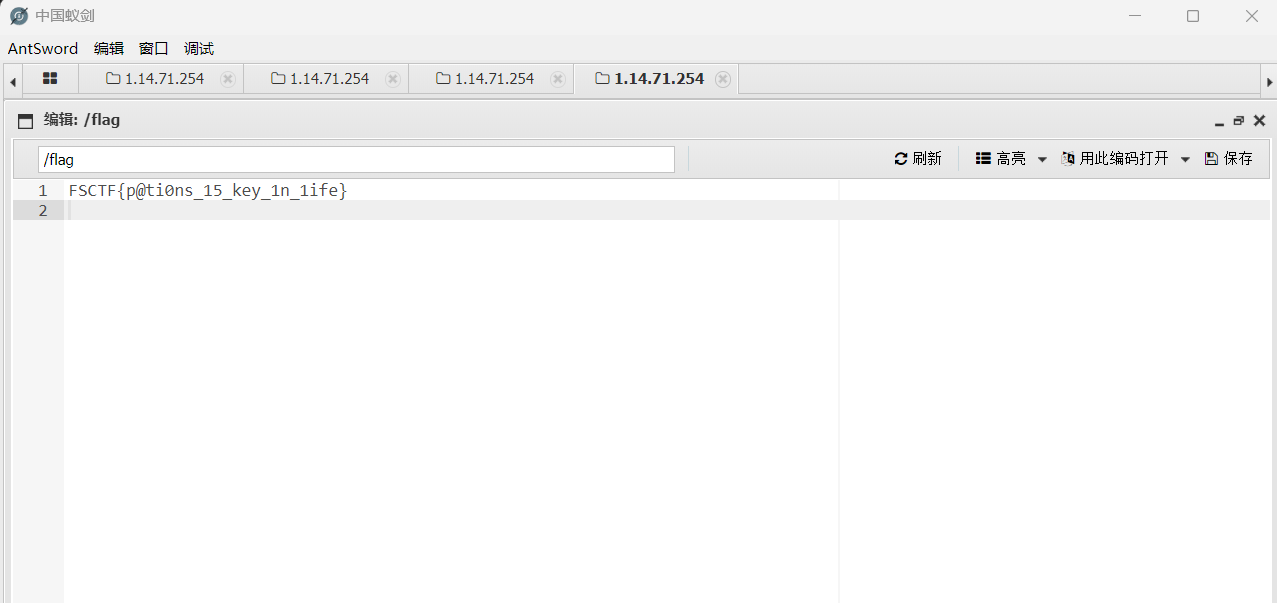 中国蚁剑
AntSword 编辑 窗口 调试
1.14.71.254 1.14.71.254 1.14.71.254 1.14.71.254
编辑: /flag
/flag 刷新 高亮 用此编码打开 保存
1 FSCTF{p@ti0ns_15_key_1n_1ife}
2